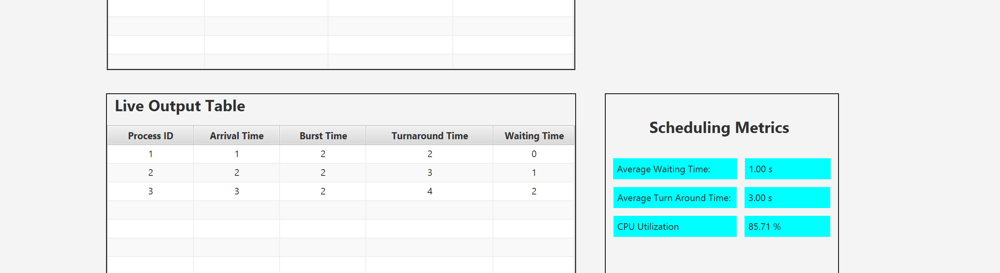 Live Output Table
Process ID Arrival Time Burst Time Turnaround Time Waiting Time
1 1 2 2 0
2 2 2 3 1
3 3 2 4 2
Scheduling Metrics
Average Waiting Time: 1.00 s
Average Turn Around Time: 3.00 s
CPU Utilization 85.71 %